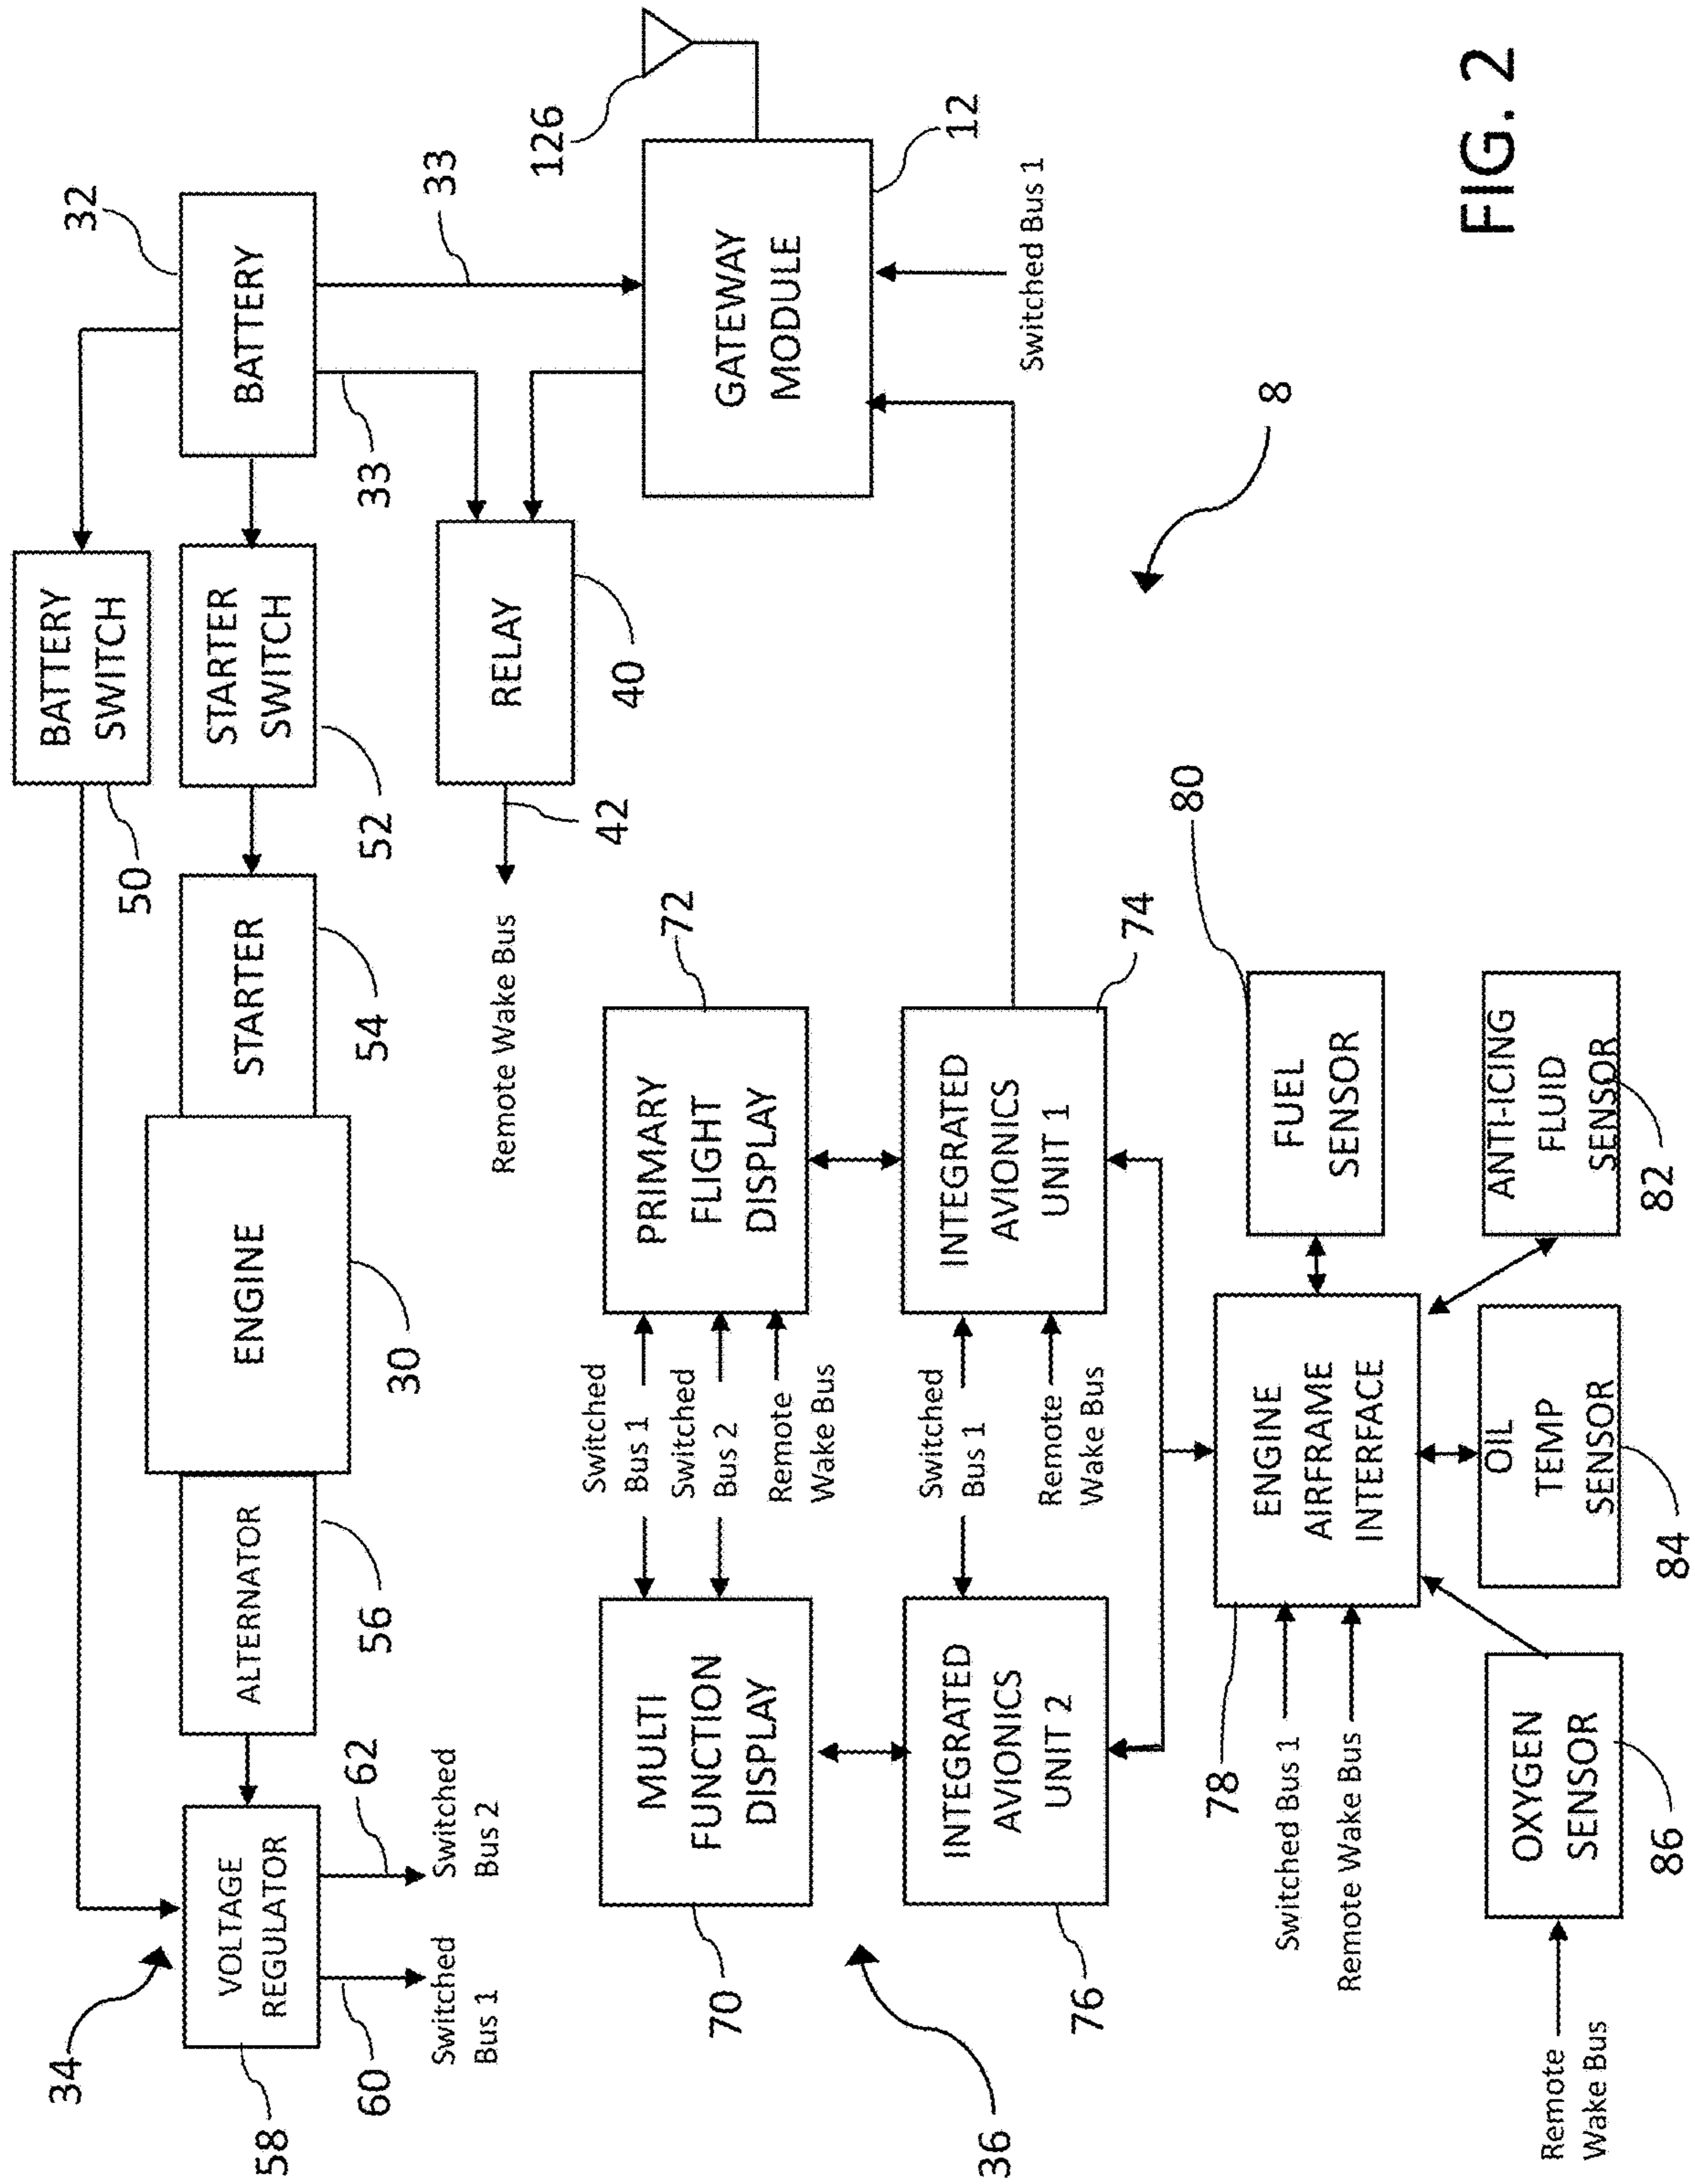 34
58
VOLTAGE
REGULATOR
60
Switched
Bus 1
62
Switched
Bus 2
ALTERNATOR
56
ENGINE
30
STARTER
54
50
BATTERY
SWITCH
STARTER
SWITCH
52
32
BATTERY
33
33
RELAY
40
42
Remote Wake Bus
126
GATEWAY
MODULE
12
Switched Bus 1
8
36
MULTI
FUNCTION
DISPLAY
70
Switched
Bus 1
Switched
Bus 2
Remote
Wake Bus
PRIMARY
FLIGHT
DISPLAY
72
INTEGRATED
AVIONICS
UNIT 2
76
Switched
Bus 1
Remote
Wake Bus
INTEGRATED
AVIONICS
UNIT 1
74
78
Switched Bus 1
Remote Wake Bus
ENGINE
AIRFRAME
INTERFACE
80
FUEL
SENSOR
Remote
Wake Bus
OXYGEN
SENSOR
86
OIL
TEMP
SENSOR
84
ANTI-ICING
FLUID
SENSOR
82
FIG. 2